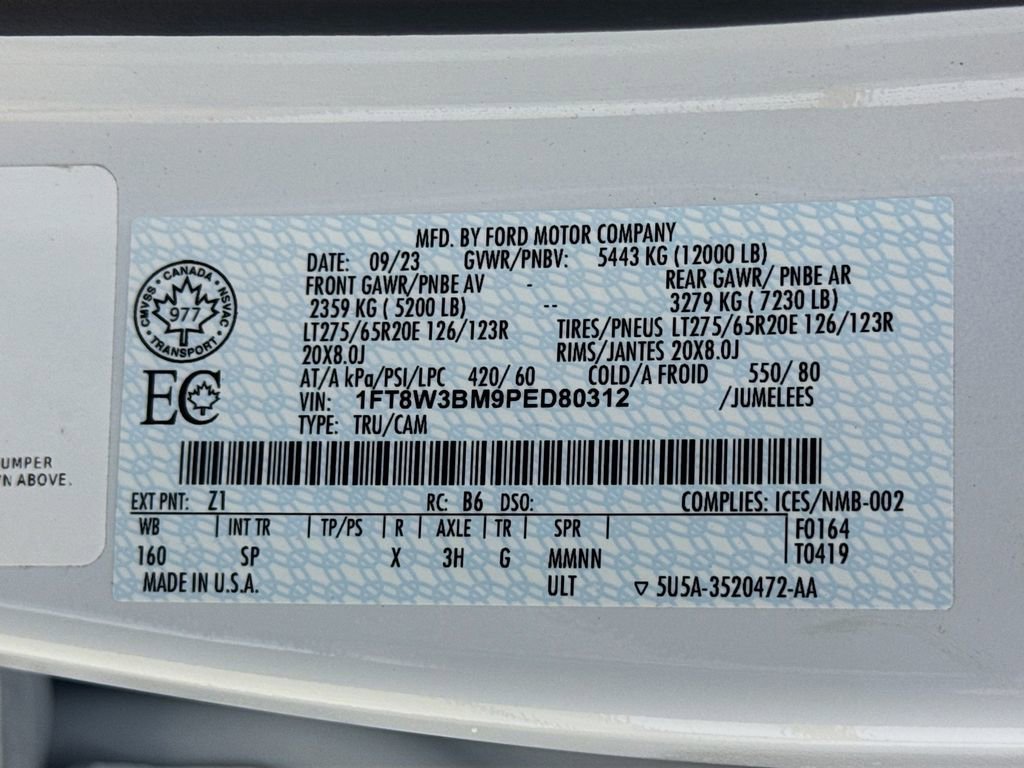 MFD. BY FORD MOTOR COMPANY
DATE: 09/23 GVWR/PNBV: 5443 KG (12000 LB)
FRONT GAWR/PNBE AV - REAR GAWR/ PNBE AR
2359 KG ( 5200 LB) -- 3279 KG ( 7230 LB)
LT275/65R20E 126/123R TIRES/PNEUS LT275/65R20E 126/123R
20X8.0J RIMS/JANTES 20X8.0J
AT/A kPa/PSI/LPC 420/ 60 COLD/A FROID 550/ 80
VIN: 1FT8W3BM9PED80312 /JUMELEES
TYPE: TRU/CAM
CANADA
CMVSS • NSVAC
977
TRANSPORT
EC
UMPER
N ABOVE.
EXT PNT: Z1 RC: B6 DSO: COMPLIES: ICES/NMB-002
WB | INT TR | TP/PS | R | AXLE | TR | SPR | F0164
160 SP X 3H G MMNN T0419
MADE IN U.S.A. ULT ▽ 5U5A-3520472-AA